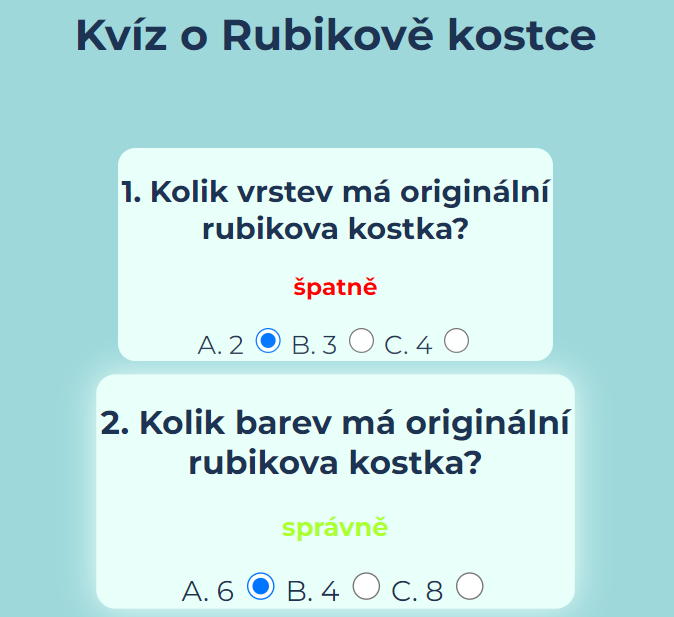 Kvíz o Rubikově kostce
1. Kolik vrstev má originální
rubikova kostka?
špatně
A. 2 B. 3 C. 4
2. Kolik barev má originální
rubikova kostka?
správně
A. 6 B. 4 C. 8